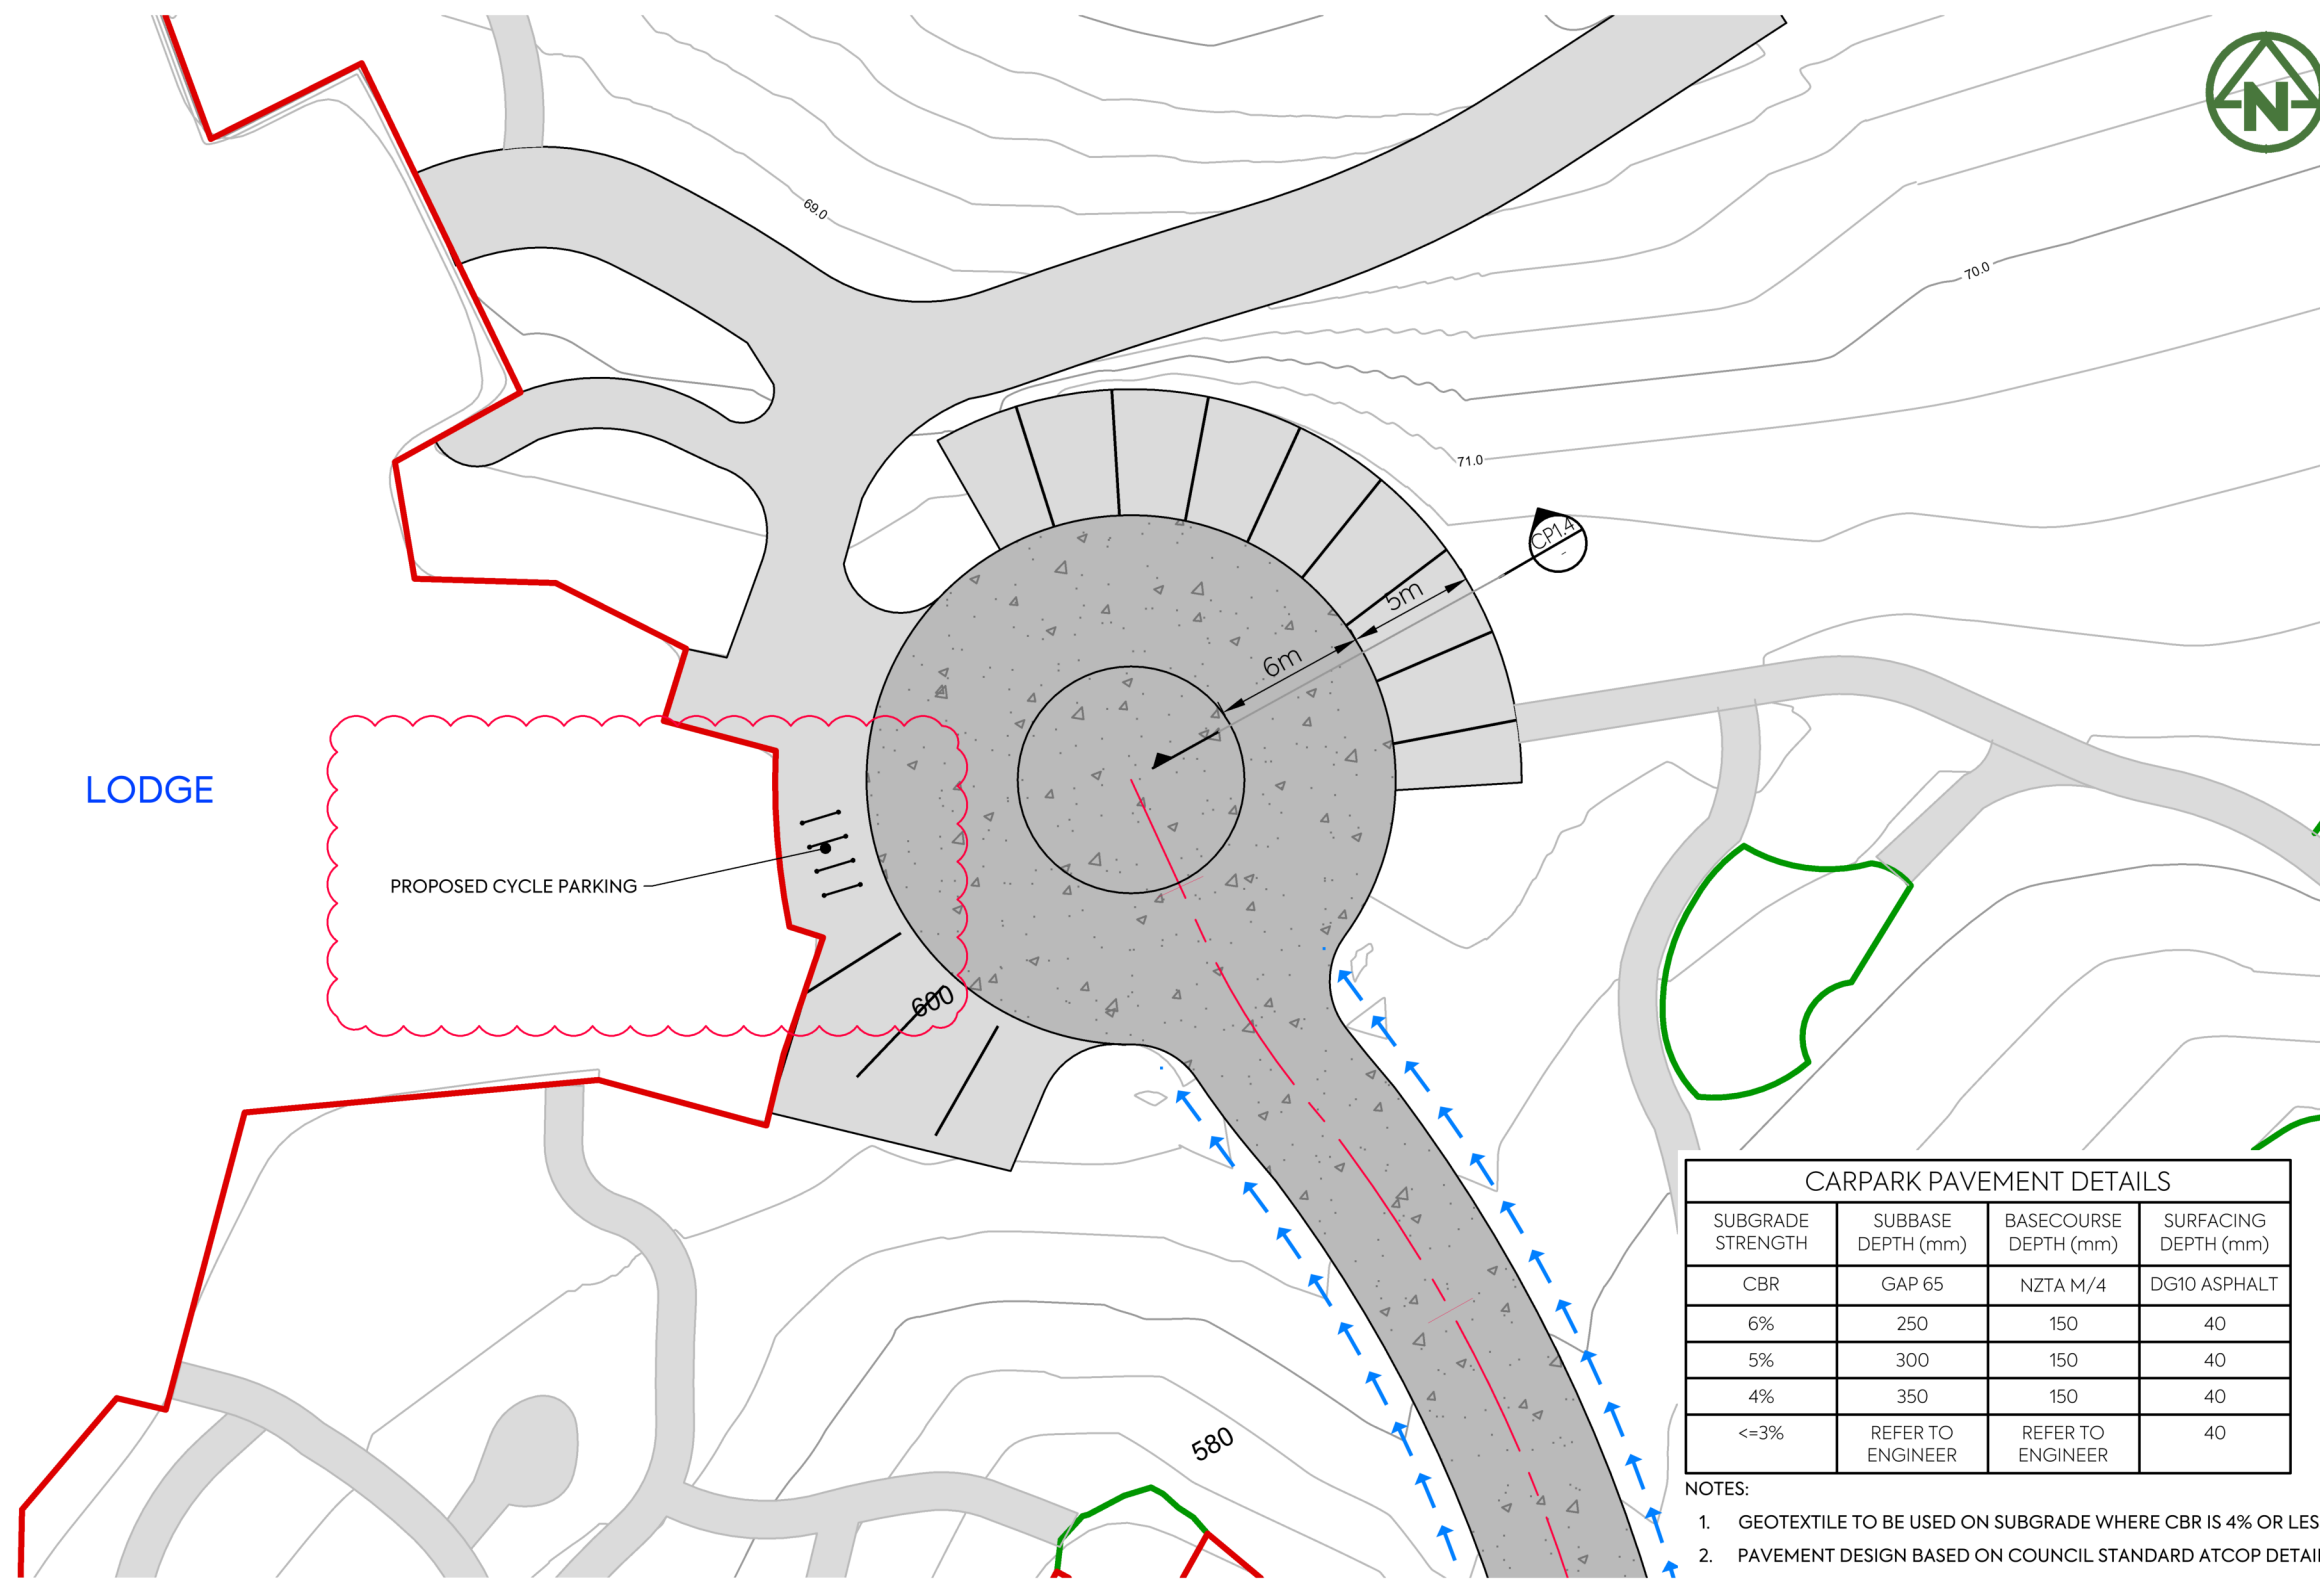 N
69.0
70.0
71.0
CP1.4
-
5m
6m
LODGE
PROPOSED CYCLE PARKING
600
580
CARPARK PAVEMENT DETAILS
SUBGRADE STRENGTH
SUBBASE DEPTH (mm)
BASECOURSE DEPTH (mm)
SURFACING DEPTH (mm)
CBR
GAP 65
NZTA M/4
DG10 ASPHALT
6%
250
150
40
5%
300
150
40
4%
350
150
40
<=3%
REFER TO ENGINEER
REFER TO ENGINEER
40
NOTES:
1. GEOTEXTILE TO BE USED ON SUBGRADE WHERE CBR IS 4% OR LES
2. PAVEMENT DESIGN BASED ON COUNCIL STANDARD ATCOP DETAI